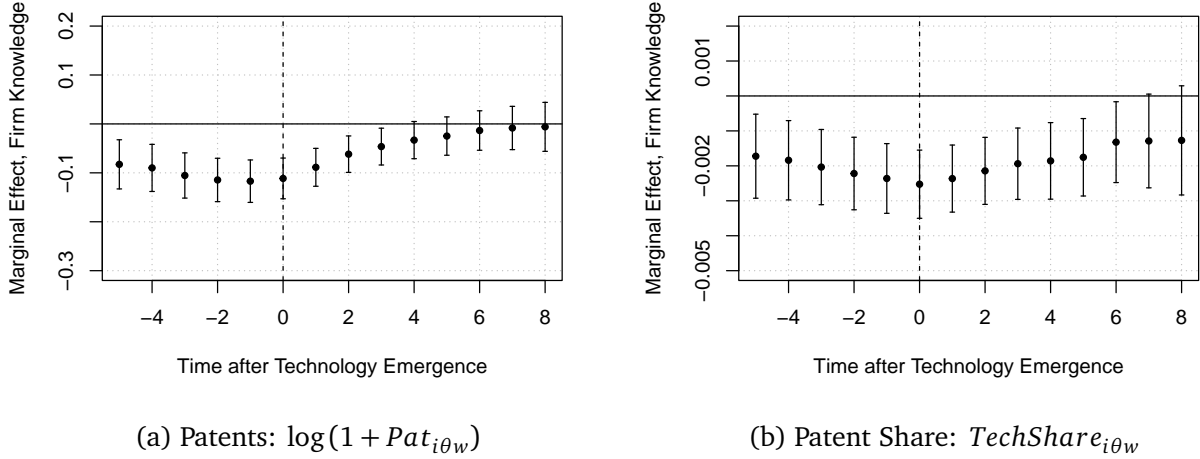 Marginal Effect, Firm Knowledge
0.2
0.1
−0.1
−0.3
−4 −2 0 2 4 6 8
Time after Technology Emergence
(a) Patents: log(1 + Pat_{iθw})
Marginal Effect, Firm Knowledge
0.001
−0.002
−0.005
−4 −2 0 2 4 6 8
Time after Technology Emergence
(b) Patent Share: TechShare_{iθw}